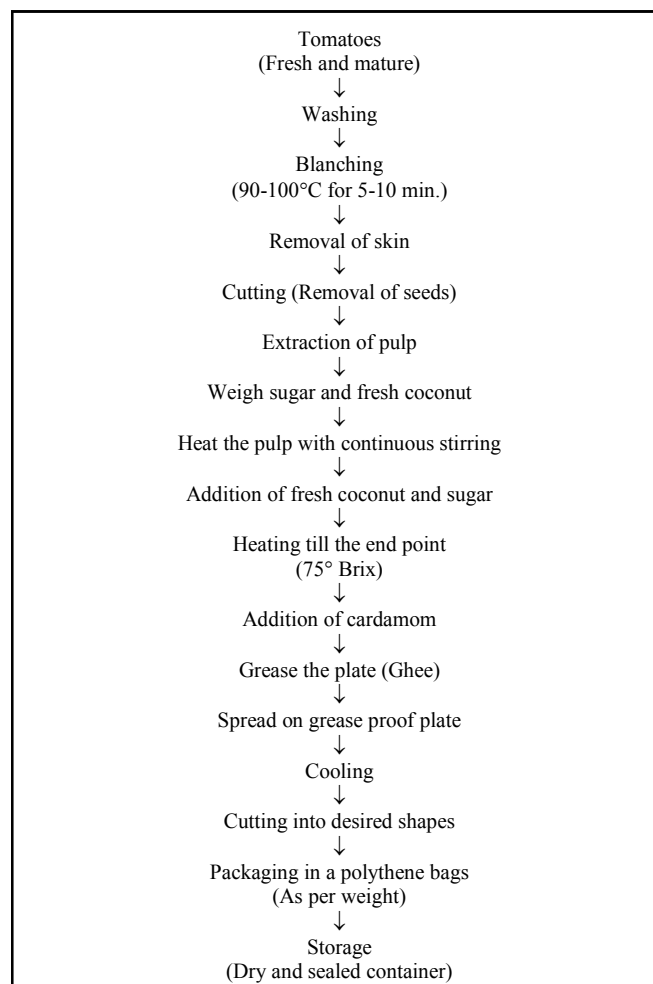 Tomatoes
(Fresh and mature)
↓
Washing
↓
Blanching
(90-100°C for 5-10 min.)
↓
Removal of skin
↓
Cutting (Removal of seeds)
↓
Extraction of pulp
↓
Weigh sugar and fresh coconut
↓
Heat the pulp with continuous stirring
↓
Addition of fresh coconut and sugar
↓
Heating till the end point
(75° Brix)
↓
Addition of cardamom
↓
Grease the plate (Ghee)
↓
Spread on grease proof plate
↓
Cooling
↓
Cutting into desired shapes
↓
Packaging in a polythene bags
(As per weight)
↓
Storage
(Dry and sealed container)